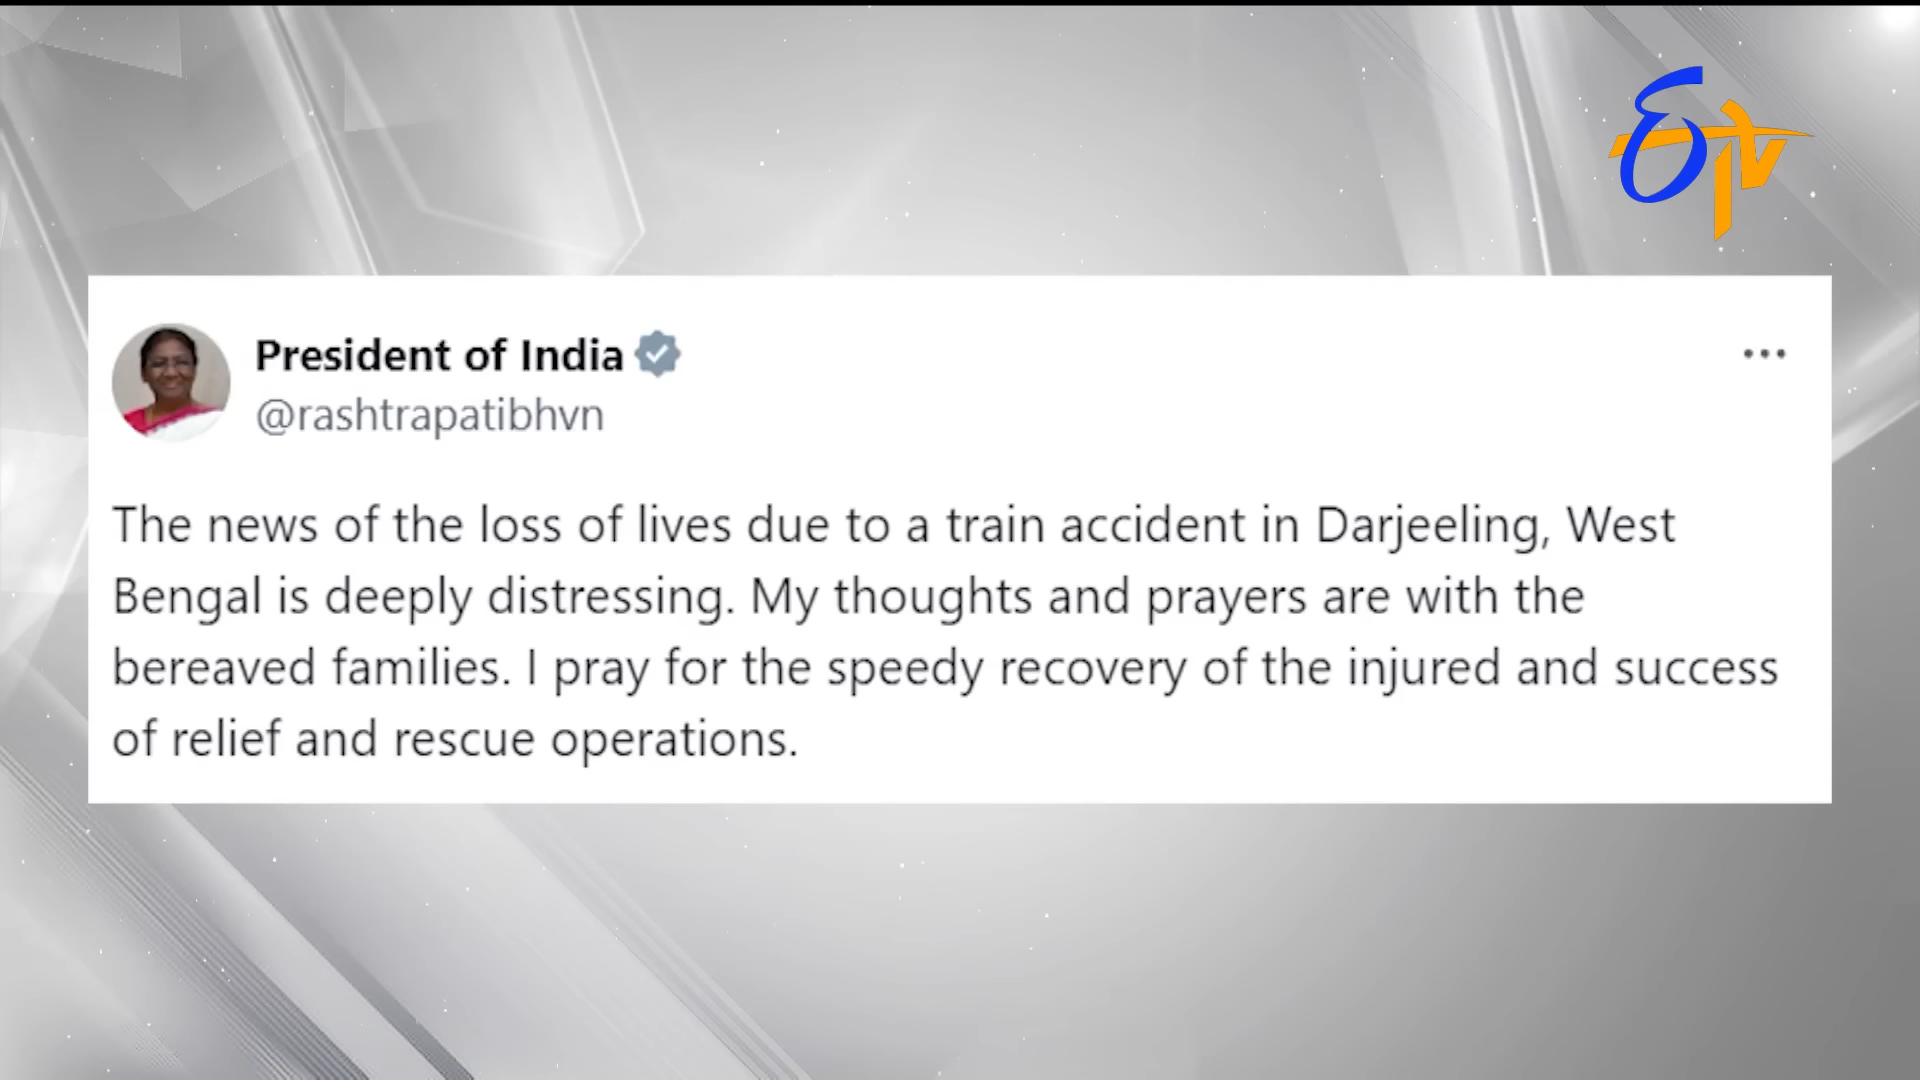 ETV
President of India
@rashtrapatibhvn
The news of the loss of lives due to a train accident in Darjeeling, West
Bengal is deeply distressing. My thoughts and prayers are with the
bereaved families. I pray for the speedy recovery of the injured and success
of relief and rescue operations.